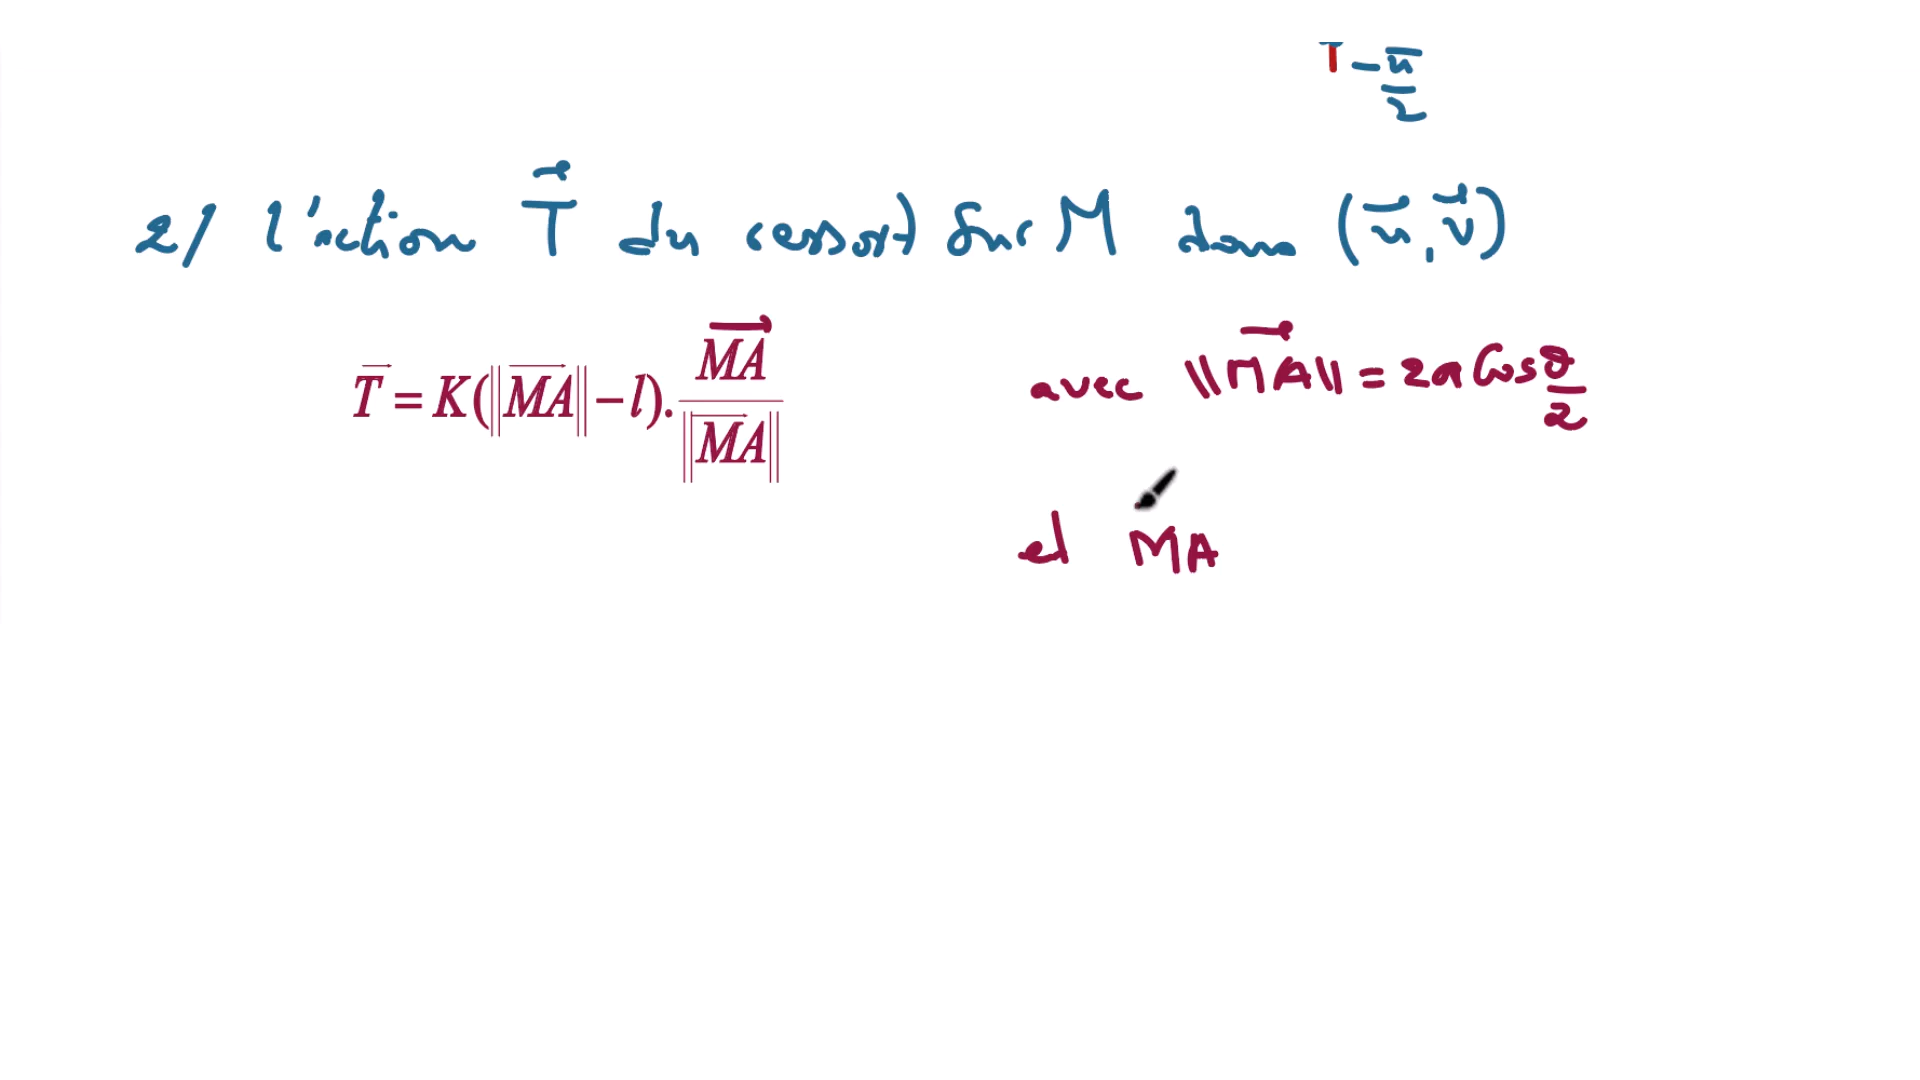 T - u/2
2/ l'action T⃗ du ressort sur M dans (u⃗, v⃗)
T⃗ = K(‖MA⃗‖ - l). MA⃗/‖MA⃗‖ avec ‖MA⃗‖ = 2a Cos θ/2
et MA